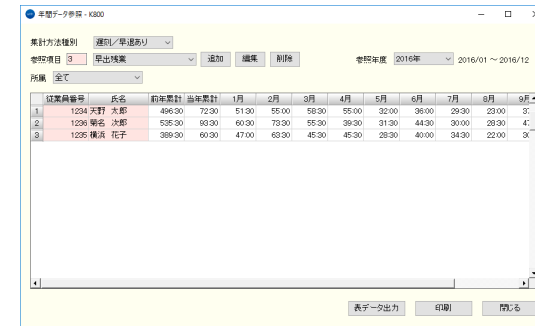 年間データ参照 - K800
集計方法種別 遅刻／早退あり
参照項目 3 早出残業 追加 編集 削除 参照年度 2016年 2016/01 ～ 2016/12
所属 全て
従業員番号 氏名 前年累計 当年累計 1月 2月 3月 4月 5月 6月 7月 8月 9月
1 1234 天野 太郎 496:30 72:30 51:30 55:00 58:30 55:00 32:00 36:00 29:30 23:00 37
2 1236 菊名 次郎 535:30 93:30 60:30 73:30 55:30 39:30 31:30 44:30 30:00 28:30 47
3 1235 横浜 花子 389:30 60:30 47:00 63:30 45:30 45:30 28:30 40:00 34:30 22:00 30
表データ出力 印刷 閉じる